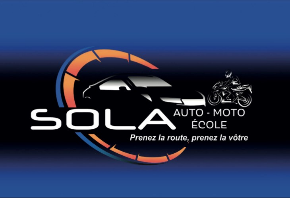 SOLA
AUTO - MOTO
ÉCOLE
Prenez la route, prenez la vôtre